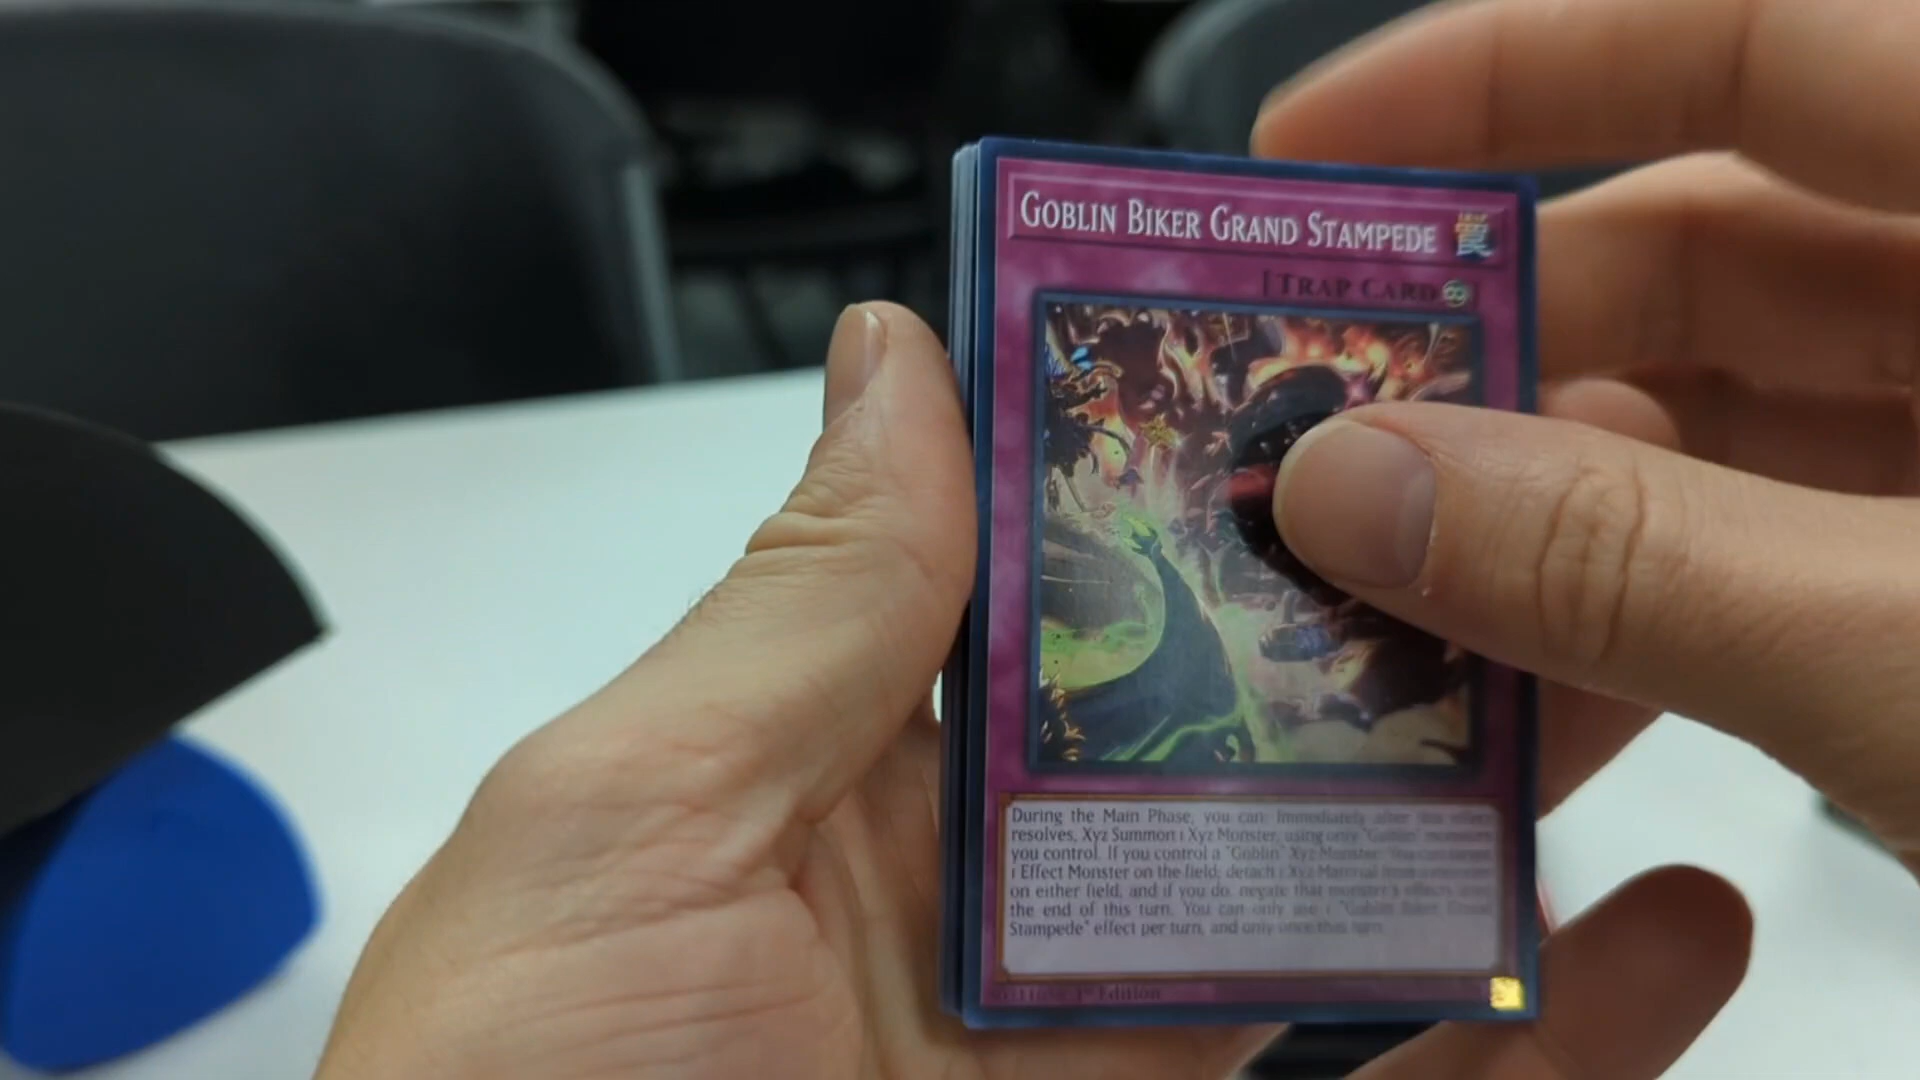 GOBLIN BIKER GRAND STAMPEDE
TRAP CARD
During the Main Phase, you can: Immediately after this effect
resolves, Xyz Summon 1 Xyz Monster, using only "Goblin" monsters
you control. If you control a "Goblin" Xyz Monster: You can target
1 Effect Monster on the field; detach 1 Xyz Material from a monster
on either field, and if you do, negate that monster's effects until
the end of this turn. You can only use 1 "Goblin Biker Grand
Stampede" effect per turn, and only once that turn.
1st Edition